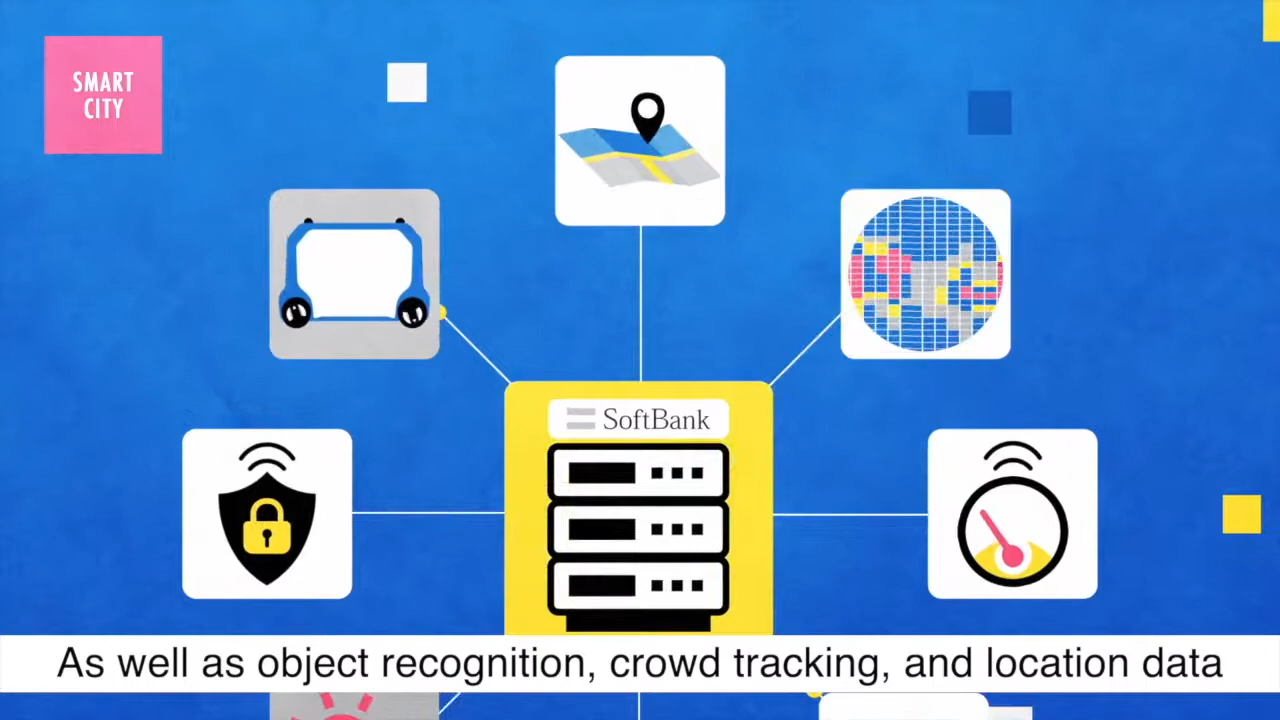 SMART
CITY
SoftBank
As well as object recognition, crowd tracking, and location data